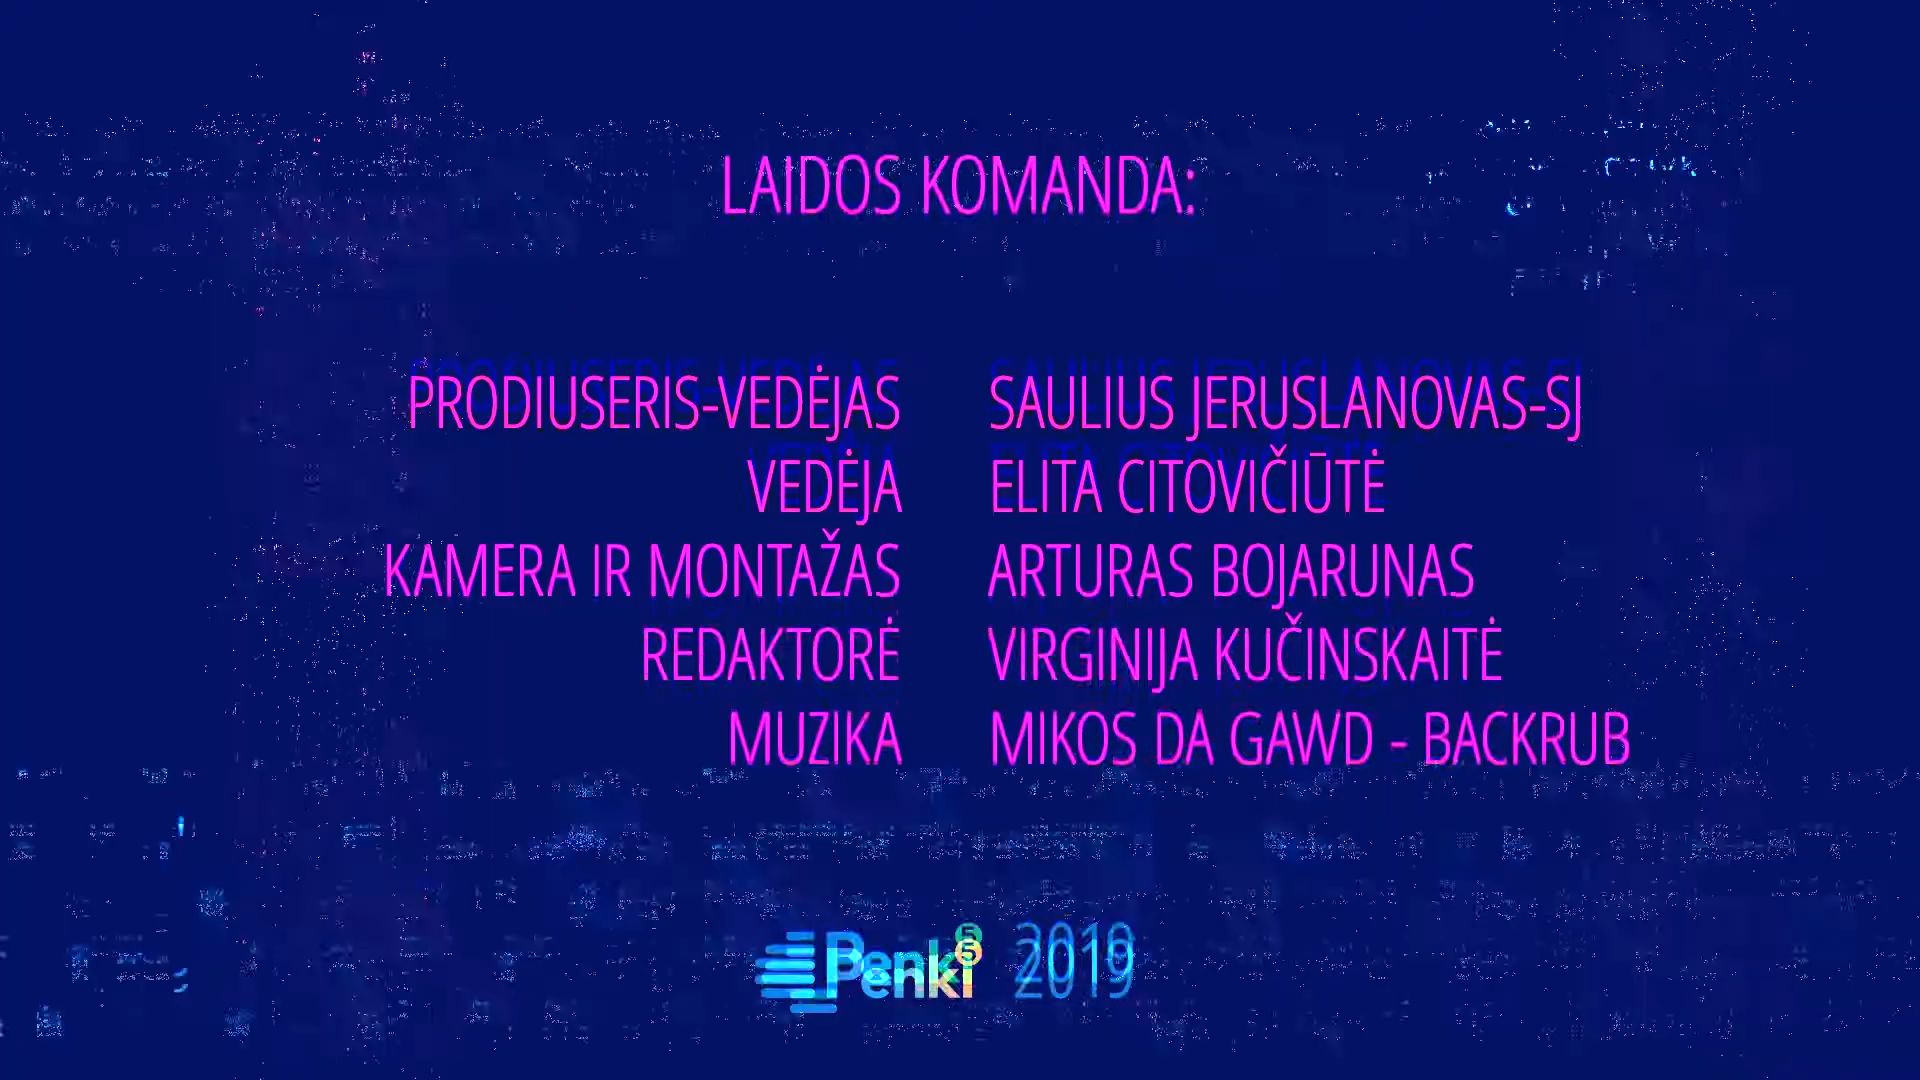 LAIDOS KOMANDA:
PRODIUSERIS-VEDĖJAS SAULIUS JERUSLANOVAS-SJ
VEDĖJA ELITA CITOVIČIŪTĖ
KAMERA IR MONTAŽAS ARTURAS BOJARUNAS
REDAKTORĖ VIRGINIJA KUČINSKAITĖ
MUZIKA MIKOS DA GAWD - BACKRUB
Penki 5 2019